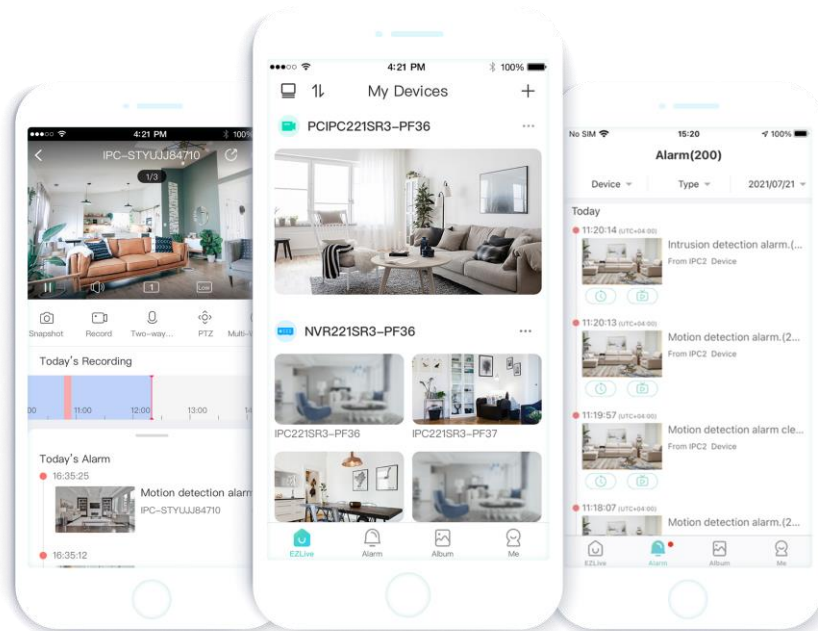 4:21 PM
100%
IPC-STYUJJ84710
1/3
1
Low
Snapshot
Record
Two-way...
PTZ
Today's Recording
11:00
12:00
13:00
Today's Alarm
16:35:25
Motion detection alarm
IPC-STYUJJ84710
16:35:12
4:21 PM
100%
My Devices
PCIPC221SR3-PF36
NVR221SR3-PF36
IPC221SR3-PF36
IPC221SR3-PF37
EZLive
Alarm
Album
Me
No SIM
15:20
100%
Alarm(200)
Device
Type
2021/07/21
Today
11:20:14 (UTC+04:00)
Intrusion detection alarm.(...
From IPC2 Device
11:20:13 (UTC+04:00)
Motion detection alarm.(2...
From IPC2 Device
11:19:57 (UTC+04:00)
Motion detection alarm cle...
From IPC2 Device
11:18:07 (UTC+04:00)
Motion detection alarm.(2...
EZLive
Alarm
Album
Me